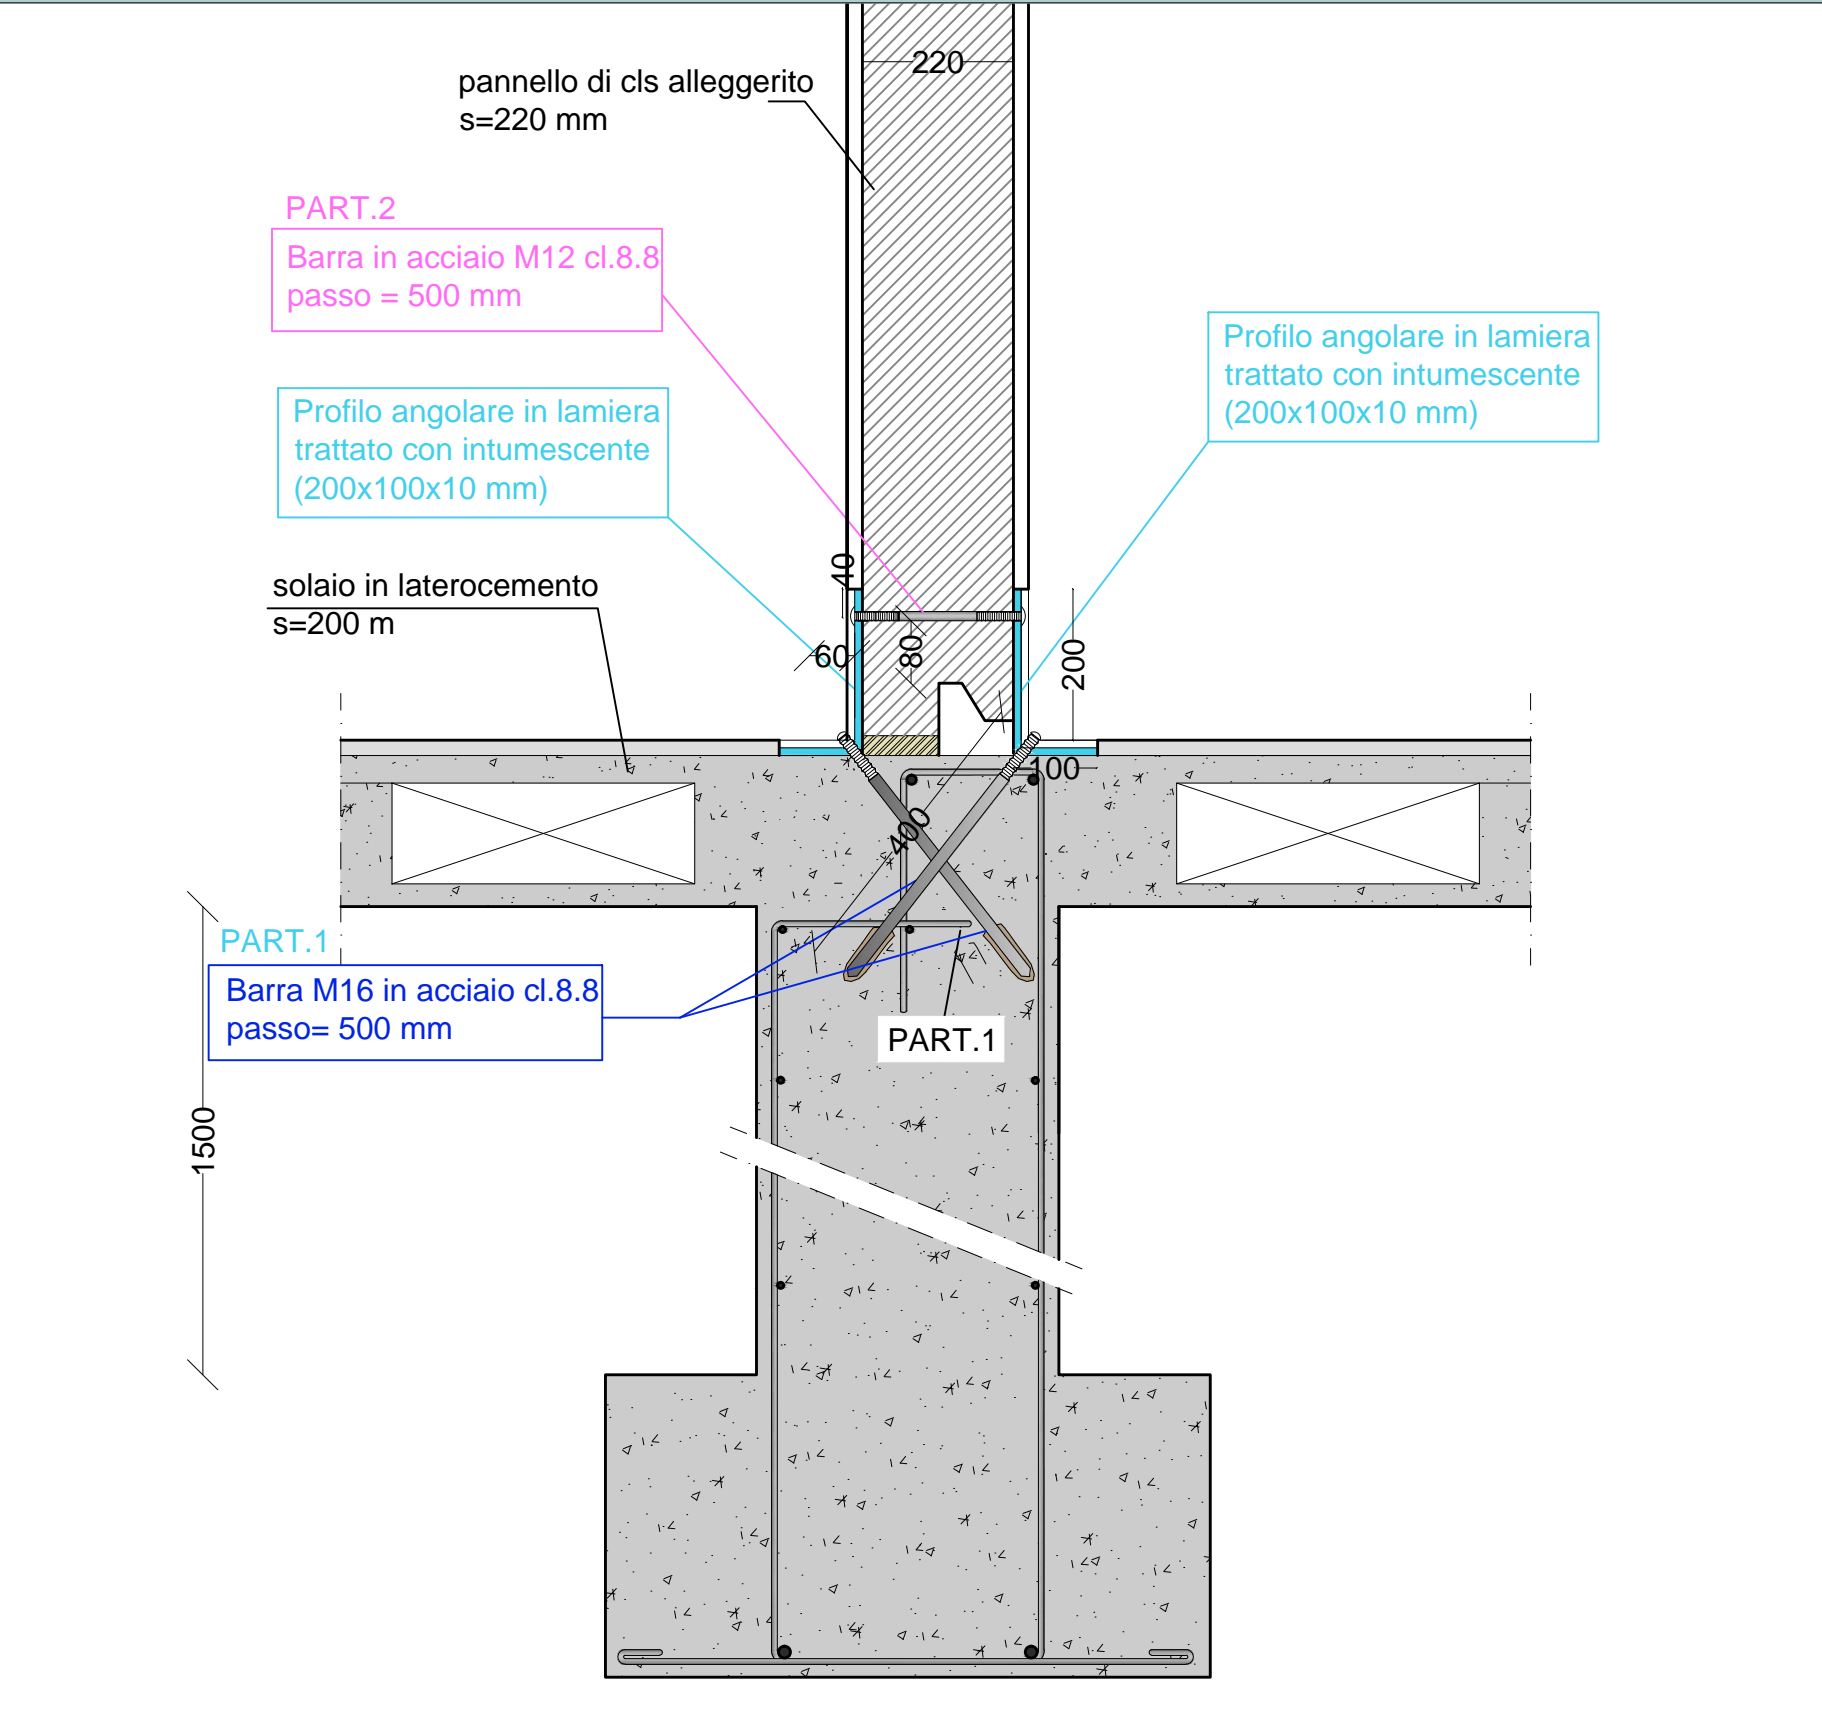 220
pannello di cls alleggerito
s=220 mm
PART.2
Barra in acciaio M12 cl.8.8
passo = 500 mm
Profilo angolare in lamiera
trattato con intumescente
(200x100x10 mm)
Profilo angolare in lamiera
trattato con intumescente
(200x100x10 mm)
solaio in laterocemento
s=200 m
40
60
80
200
100
400
PART.1
Barra M16 in acciaio cl.8.8
passo= 500 mm
PART.1
1500